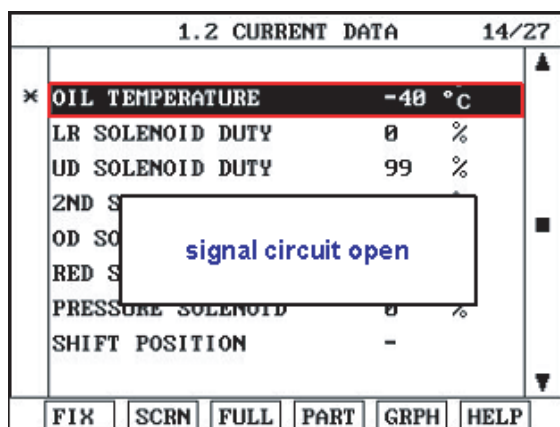 1.2 CURRENT DATA 14/27
* OIL TEMPERATURE -40 °C
LR SOLENOID DUTY 0 %
UD SOLENOID DUTY 99 %
2ND S
OD SO
signal circuit open
RED S
PRESSURE SOLENOID 0 %
SHIFT POSITION -
FIX SCRN FULL PART GRPH HELP